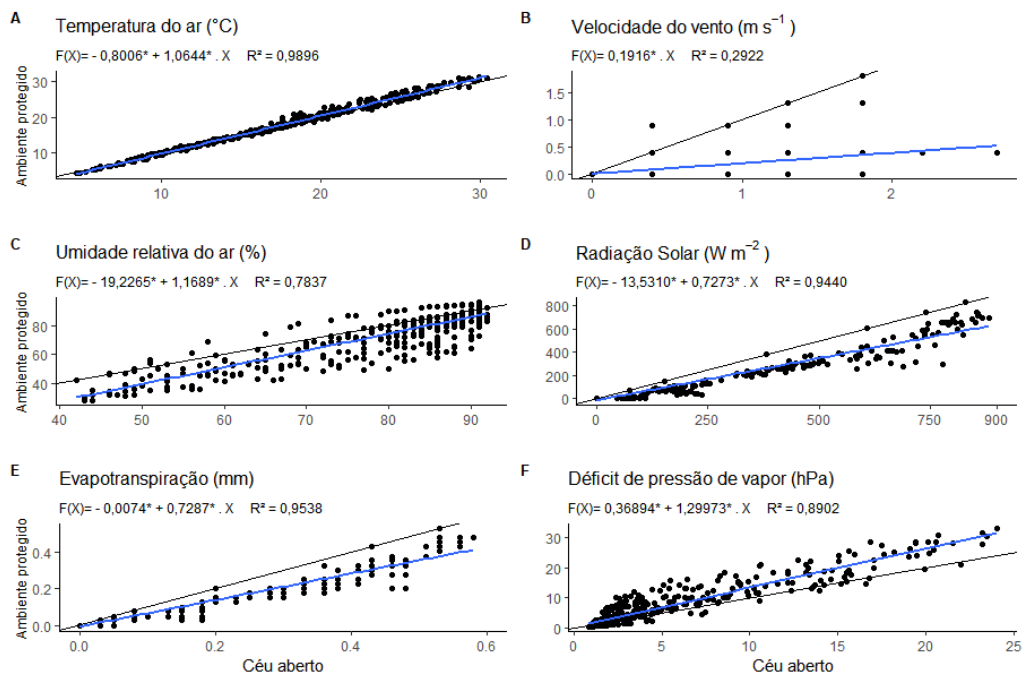 A
Temperatura do ar (°C)
F(X)= - 0,8006* + 1,0644* . X R² = 0,9896
Ambiente protegido
30
20
10
10 20 30
B
Velocidade do vento (m s⁻¹)
F(X)= 0,1916* . X R² = 0,2922
1.5
1.0
0.5
0.0
0 1 2
C
Umidade relativa do ar (%)
F(X)= - 19,2265* + 1,1689* . X R² = 0,7837
Ambiente protegido
80
60
40
40 50 60 70 80 90
D
Radiação Solar (W m⁻²)
F(X)= - 13,5310* + 0,7273* . X R² = 0,9440
800
600
400
200
0
0 250 500 750 900
E
Evapotranspiração (mm)
F(X)= - 0,0074* + 0,7287* . X R² = 0,9538
Ambiente protegido
0.4
0.2
0.0
0.0 0.2 0.4 0.6
Céu aberto
F
Déficit de pressão de vapor (hPa)
F(X)= 0,36894* + 1,29973* . X R² = 0,8902
30
20
10
0
5 10 15 20 25
Céu aberto